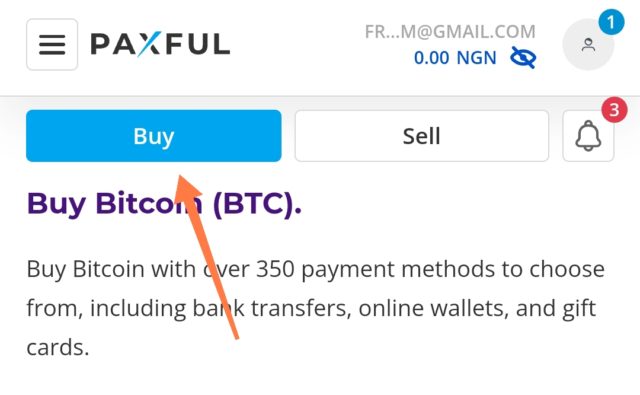 PAXFUL
FR...M@GMAIL.COM
0.00 NGN
1
Buy
Sell
3
Buy Bitcoin (BTC).
Buy Bitcoin with over 350 payment methods to choose
from, including bank transfers, online wallets, and gift
cards.